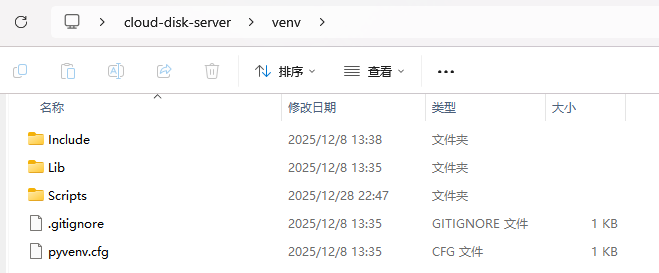 cloud-disk-server > venv >
排序 查看 •••
名称 修改日期 类型 大小
Include 2025/12/8 13:38 文件夹
Lib 2025/12/8 13:35 文件夹
Scripts 2025/12/28 22:47 文件夹
.gitignore 2025/12/8 13:35 GITIGNORE 文件 1 KB
pyvenv.cfg 2025/12/8 13:35 CFG 文件 1 KB